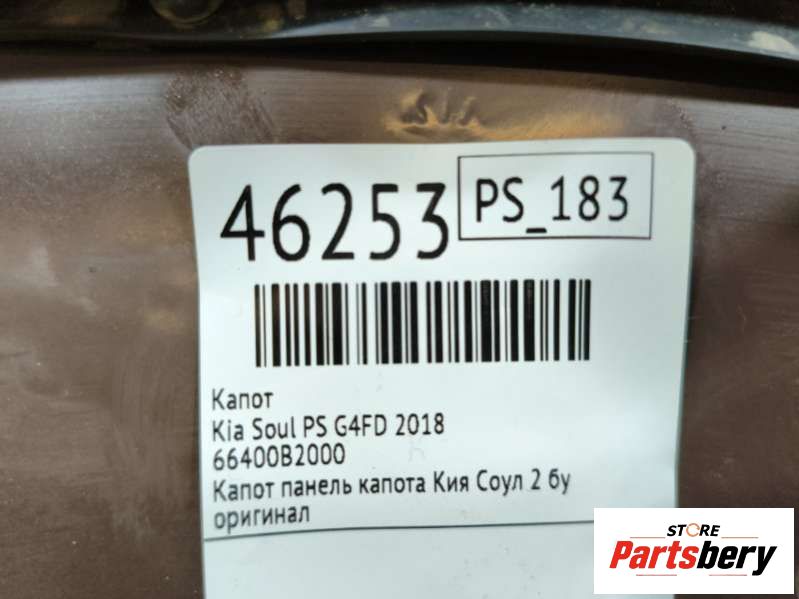 46253
PS_183
Капот
Kia Soul PS G4FD 2018
66400B2000
Капот панель капота Кия Соул 2 бу
оригинал
STORE
Partsbery